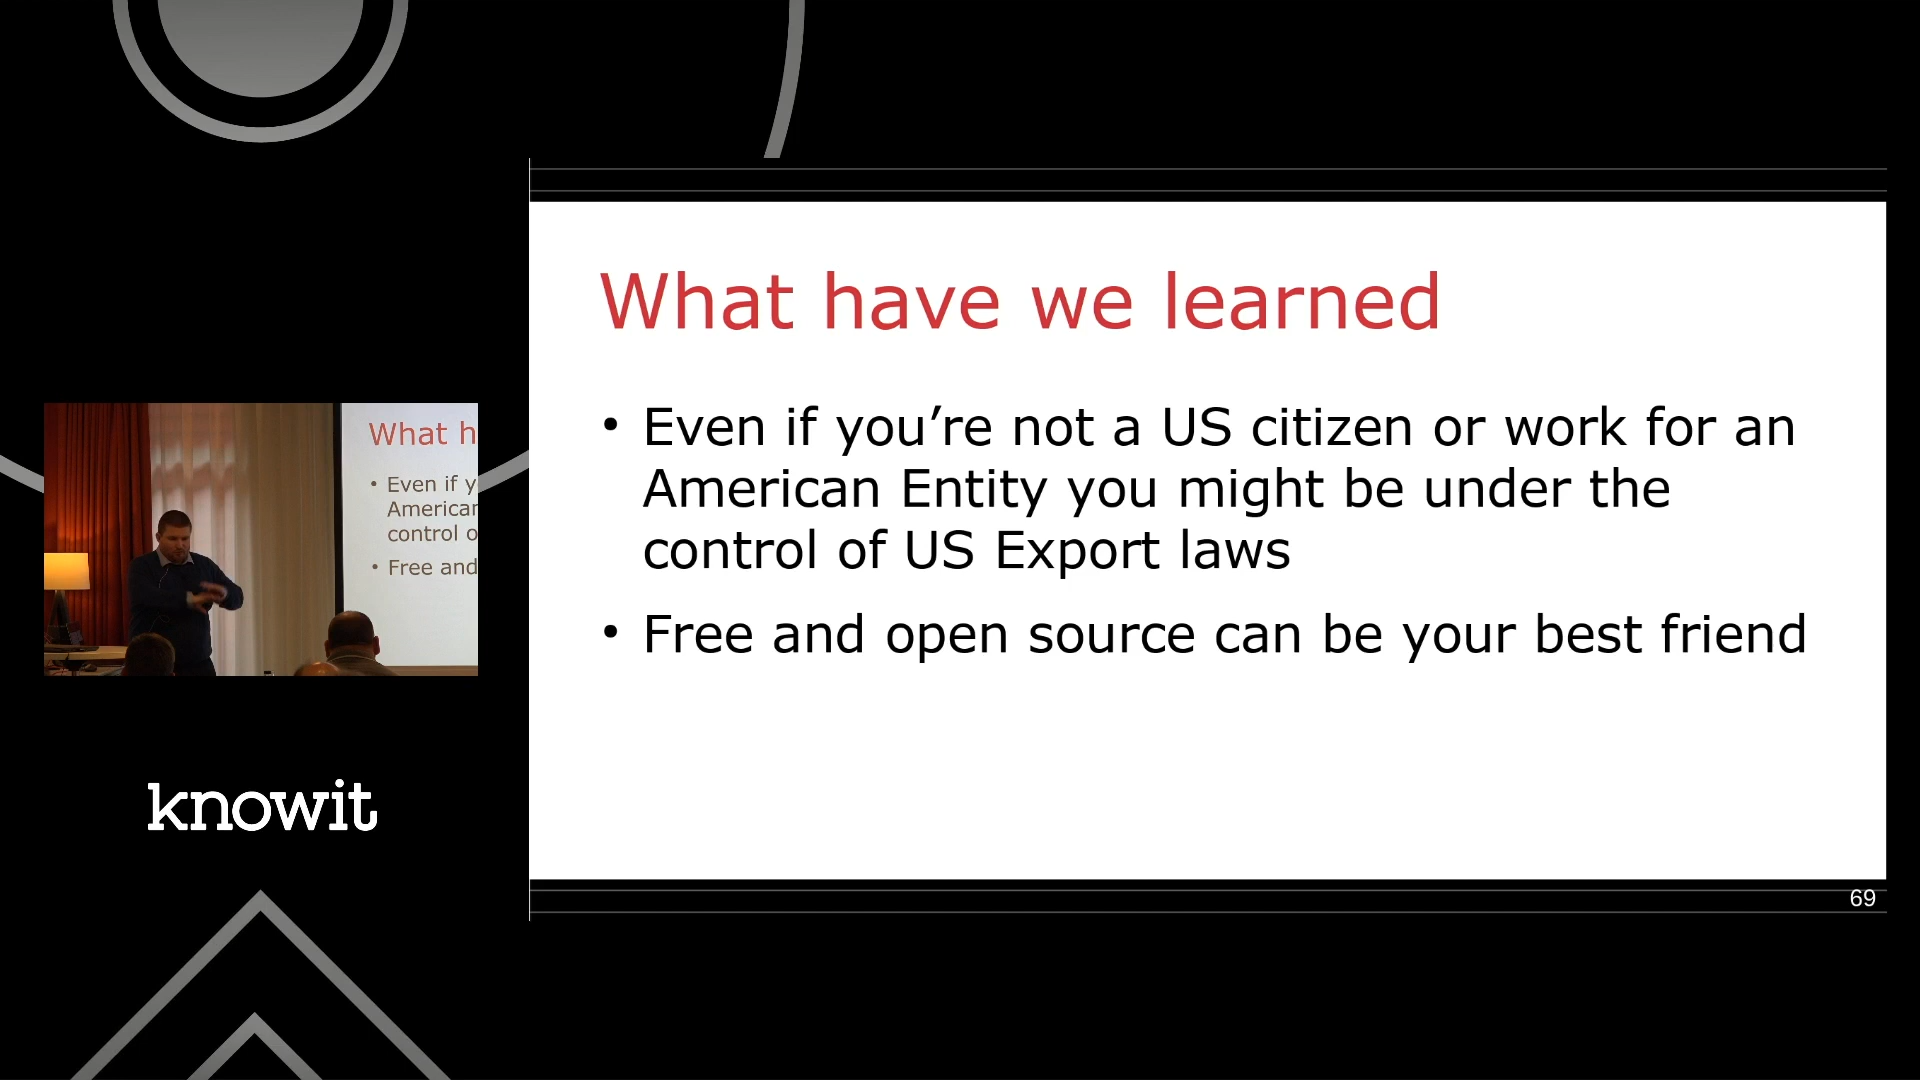 What have we learned
• Even if you’re not a US citizen or work for an
American Entity you might be under the
control of US Export laws
• Free and open source can be your best friend
69
What h
• Even if y
American
control o
• Free and
knowit